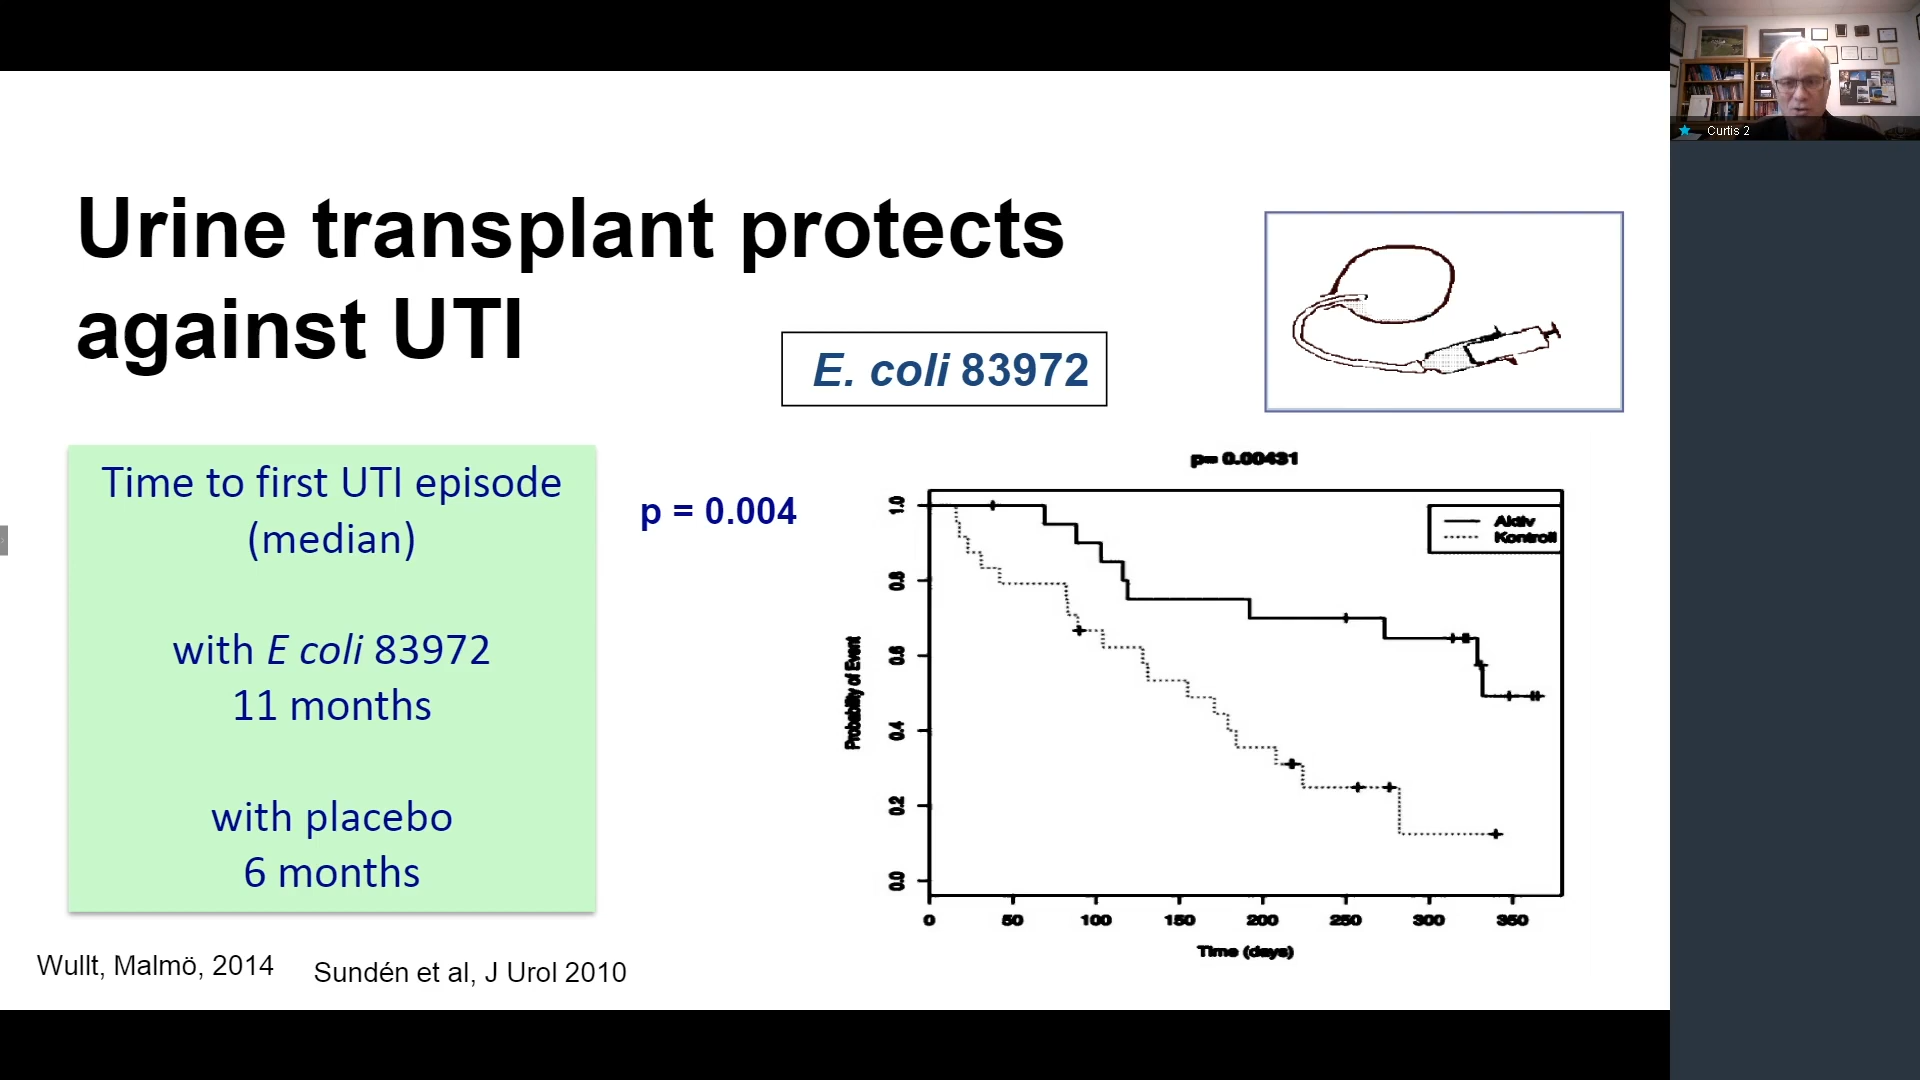 Curtis 2
Urine transplant protects
against UTI
E. coli 83972
Time to first UTI episode
(median)
with E coli 83972
11 months
with placebo
6 months
p = 0.004
p= 0.00431
Aktiv
Kontroll
Probability of Event
1.0
0.8
0.6
0.4
0.2
0.0
0 50 100 150 200 250 300 350
Time (days)
Wullt, Malmö, 2014
Sundén et al, J Urol 2010